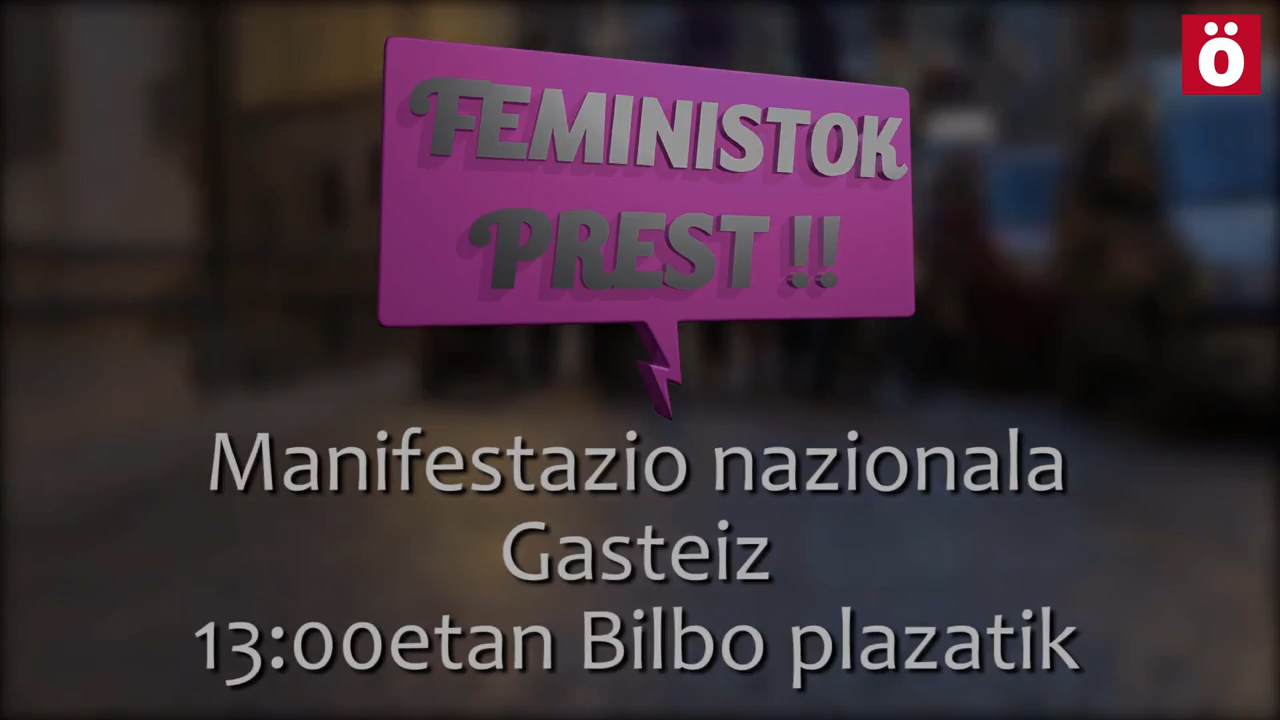 ö
FEMINISTOK
PREST !!
Manifestazio nazionala
Gasteiz
13:00etan Bilbo plazatik